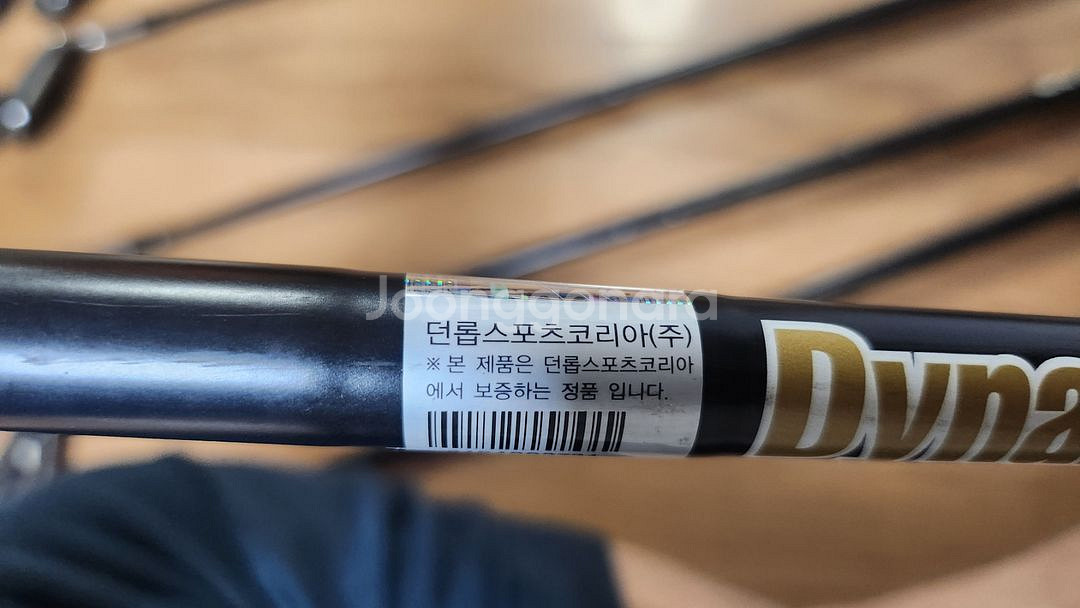 Joonggonara
던롭스포츠코리아(주)
※ 본 제품은 던롭스포츠코리아
에서 보증하는 정품 입니다.
Dyna